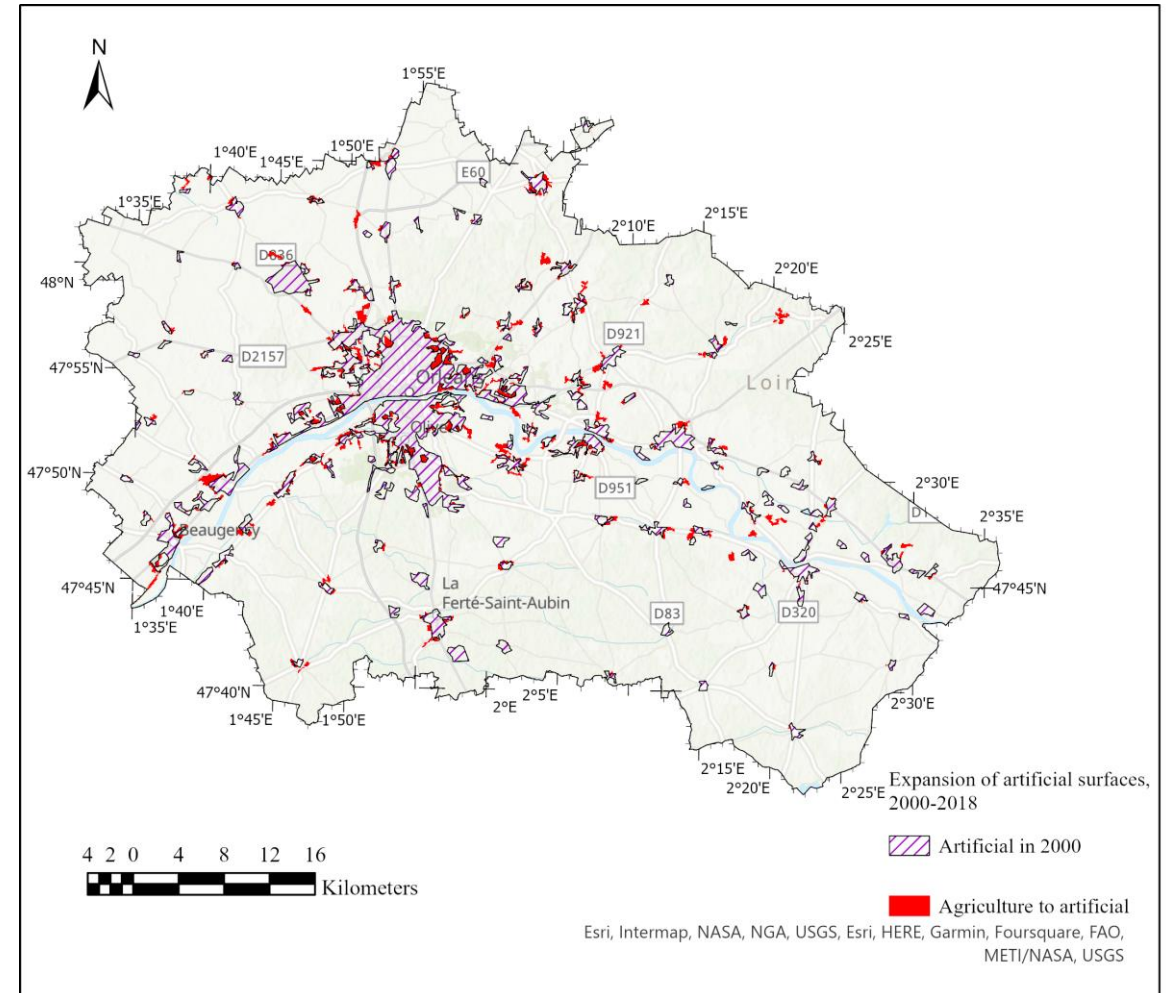 N
1°55'E
1°50'E
1°40'E
1°45'E
E60
1°35'E
2°15'E
2°10'E
D836
2°20'E
48°N
D921
2°25'E
D2157
47°55'N
Orléans
Loir
Olivet
47°50'N
D951
2°30'E
D
2°35'E
Beaugency
47°45'N
La
Ferté-Saint-Aubin
47°45'N
1°40'E
1°35'E
D83
D320
47°40'N
2°5'E
2°E
2°30'E
1°45'E
1°50'E
2°15'E
2°20'E
2°25'E
Expansion of artificial surfaces,
2000-2018
Artificial in 2000
4 2 0 4 8 12 16
Kilometers
Agriculture to artificial
Esri, Intermap, NASA, NGA, USGS, Esri, HERE, Garmin, Foursquare, FAO,
METI/NASA, USGS